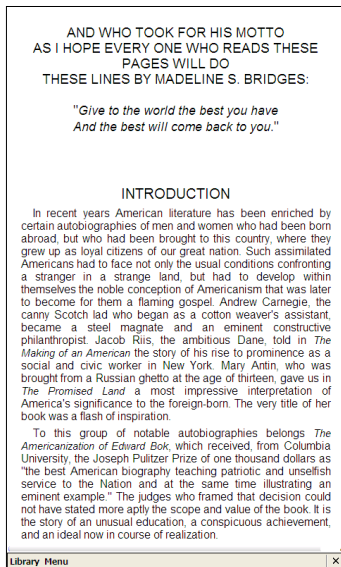 AND WHO TOOK FOR HIS MOTTO
AS I HOPE EVERY ONE WHO READS THESE
PAGES WILL DO
THESE LINES BY MADELINE S. BRIDGES:
"Give to the world the best you have
And the best will come back to you."
INTRODUCTION
In recent years American literature has been enriched by
certain autobiographies of men and women who had been born
abroad, but who had been brought to this country, where they
grew up as loyal citizens of our great nation. Such assimilated
Americans had to face not only the usual conditions confronting
a stranger in a strange land, but had to develop within
themselves the noble conception of Americanism that was later
to become for them a flaming gospel. Andrew Carnegie, the
canny Scotch lad who began as a cotton weaver's assistant,
became a steel magnate and an eminent constructive
philanthropist. Jacob Riis, the ambitious Dane, told in The
Making of an American the story of his rise to prominence as a
social and civic worker in New York. Mary Antin, who was
brought from a Russian ghetto at the age of thirteen, gave us in
The Promised Land a most impressive interpretation of
America's significance to the foreign-born. The very title of her
book was a flash of inspiration.
To this group of notable autobiographies belongs The
Americanization of Edward Bok, which received, from Columbia
University, the Joseph Pulitzer Prize of one thousand dollars as
"the best American biography teaching patriotic and unselfish
service to the Nation and at the same time illustrating an
eminent example." The judges who framed that decision could
not have stated more aptly the scope and value of the book. It is
the story of an unusual education, a conspicuous achievement,
and an ideal now in course of realization.
Library Menu